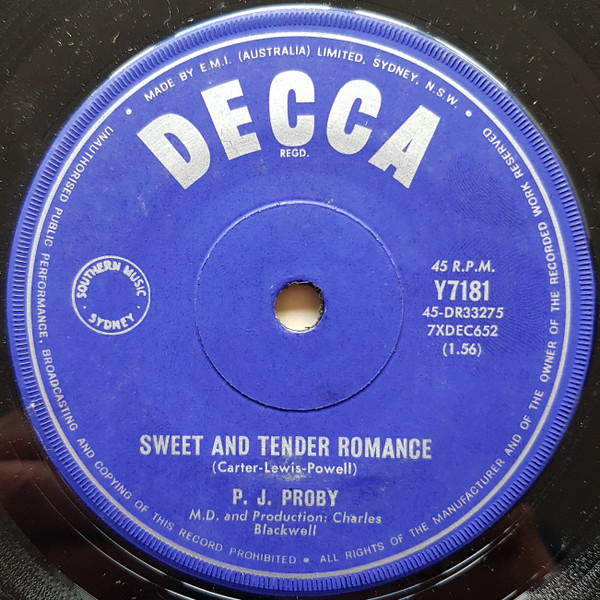 MADE BY E.M.I. (AUSTRALIA) LIMITED, SYDNEY, N.S.W. •
DECCA
REGD.
SOUTHERN MUSIC
SYDNEY
45 R.P.M.
Y7181
45-DR33275
7XDEC652
(1.56)
SWEET AND TENDER ROMANCE
(Carter-Lewis-Powell)
P. J. PROBY
M.D. and Production: Charles
Blackwell
UNAUTHORISED PUBLIC PERFORMANCE, BROADCASTING AND COPYING OF THIS RECORD PROHIBITED • ALL RIGHTS OF THE MANUFACTURER AND OF THE OWNER OF THE RECORDED WORK RESERVED •